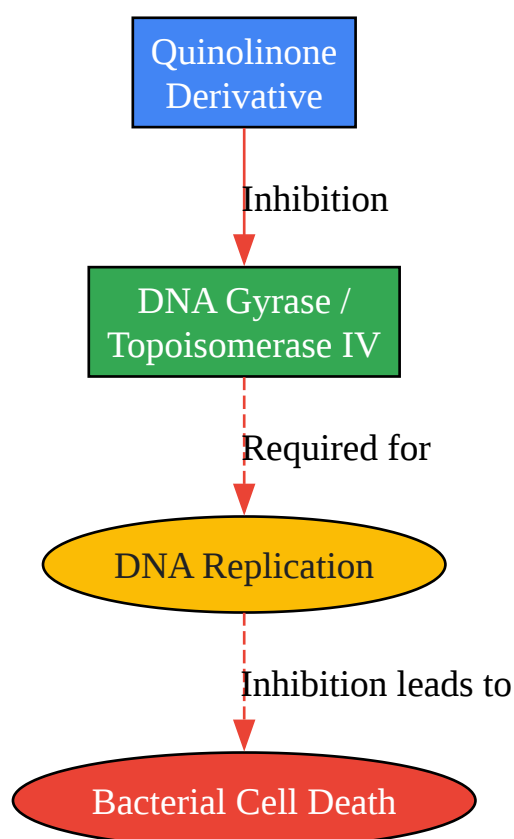 Quinolinone
Derivative
Inhibition
DNA Gyrase /
Topoisomerase IV
Required for
DNA Replication
Inhibition leads to
Bacterial Cell Death